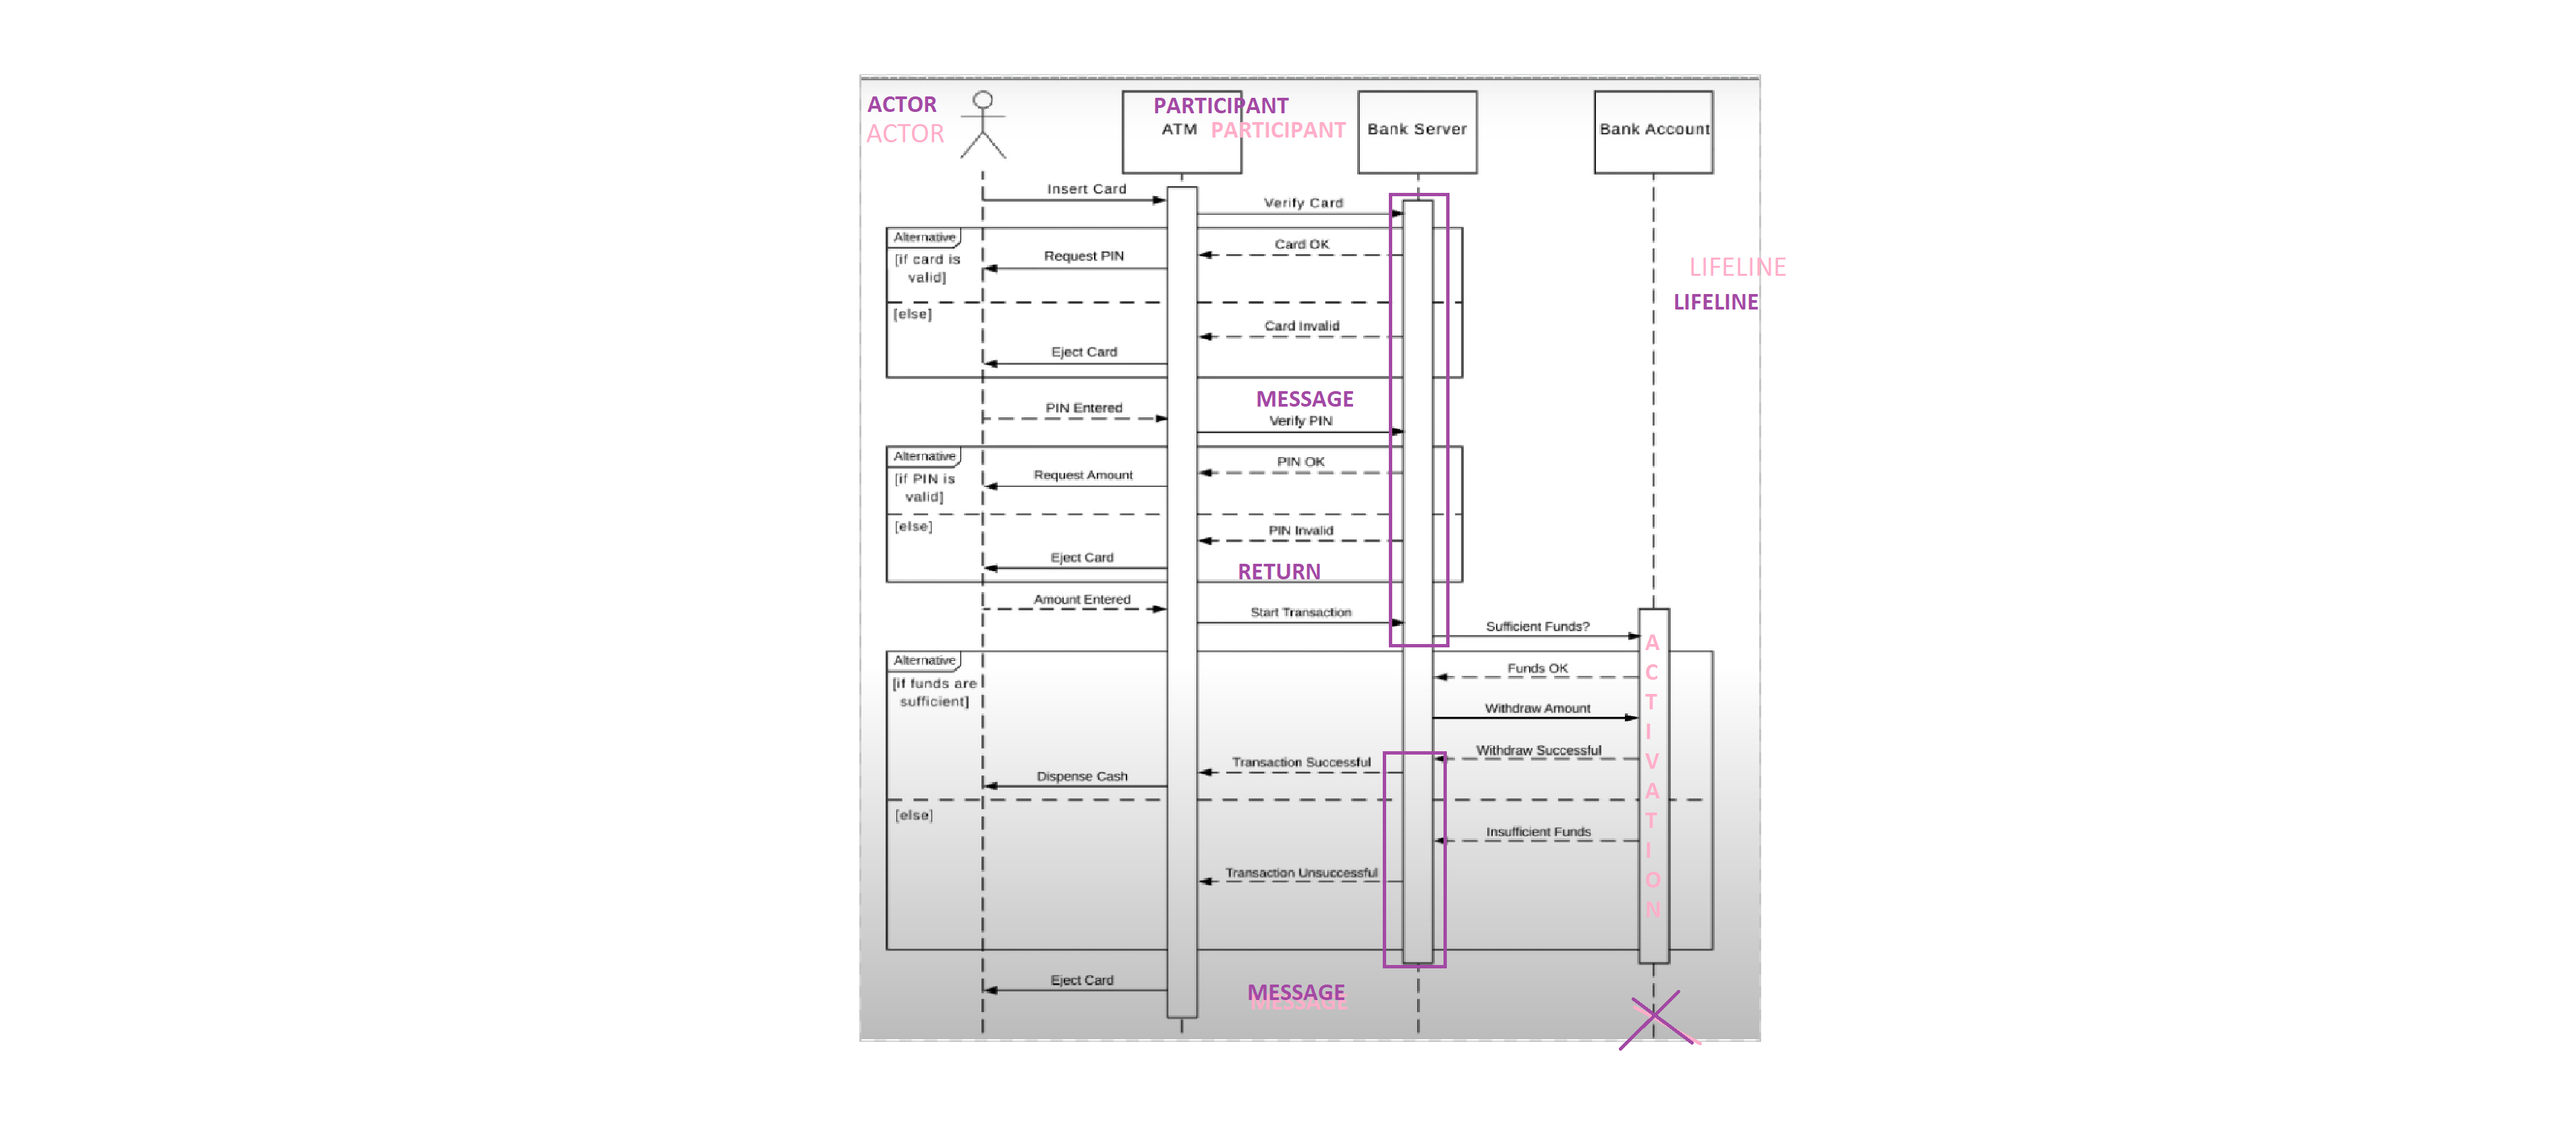 ACTOR
ACTOR
PARTICIPANT
ATM
PARTICIPANT
Bank Server
Bank Account
Insert Card
Verify Card
Alternative
[if card is
valid]
Card OK
Request PIN
LIFELINE
LIFELINE
[else]
Card Invalid
Eject Card
MESSAGE
PIN Entered
Verify PIN
Alternative
[if PIN is
valid]
PIN OK
Request Amount
[else]
PIN Invalid
Eject Card
RETURN
Amount Entered
Start Transaction
Sufficient Funds?
ACTIVATION
Alternative
[if funds are
sufficient]
Funds OK
Withdraw Amount
Withdraw Successful
Transaction Successful
Dispense Cash
[else]
Insufficient Funds
Transaction Unsuccessful
Eject Card
MESSAGE
MESSAGE